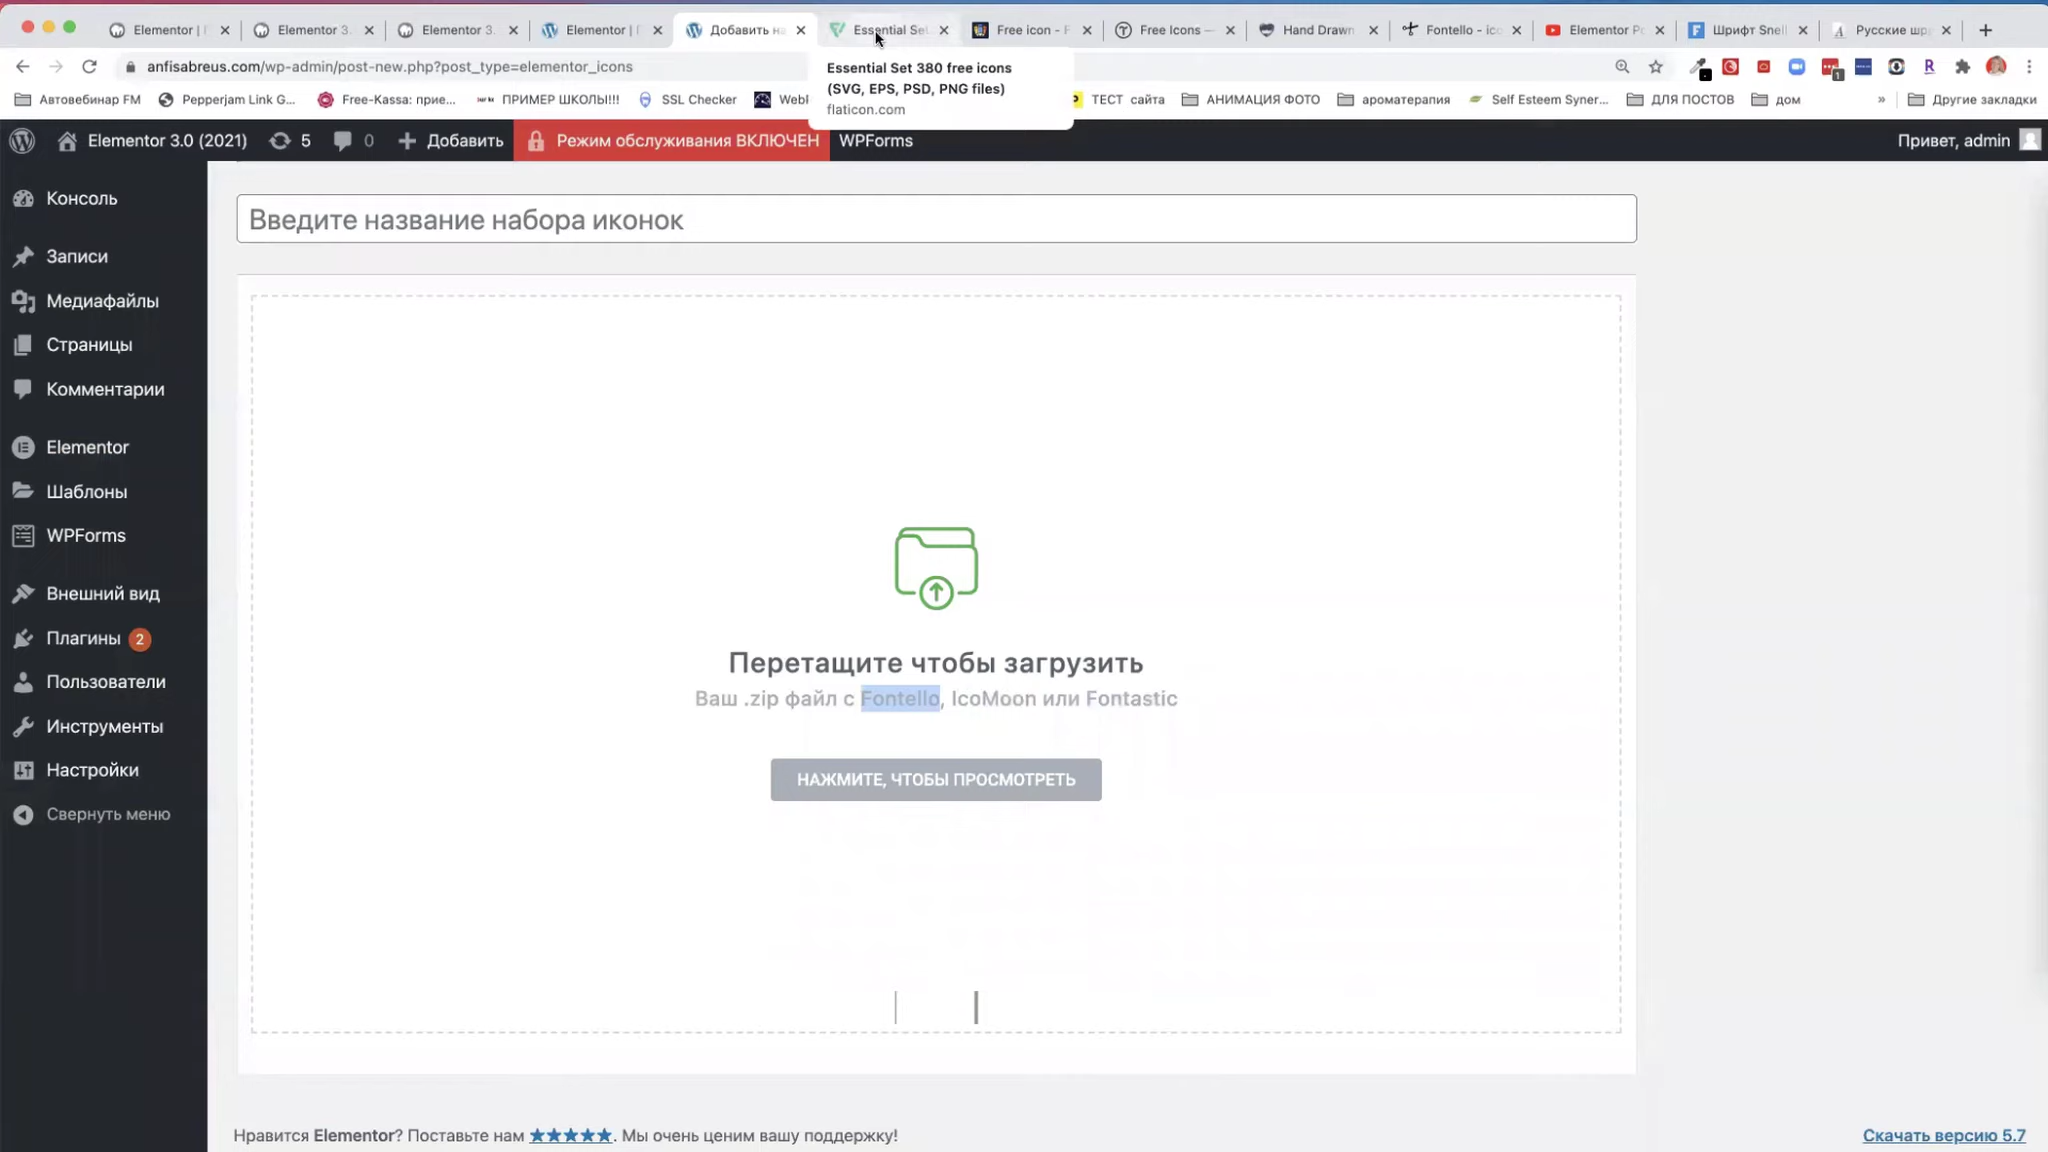 Elementor | Г
Elementor 3.
Elementor 3.
Elementor | Г
Добавить на
Essential Set
Free icon - F
Free Icons —
Hand Drawn
Fontello - ico
Elementor Po
Шрифт Snell
Русские шр
anfisabreus.com/wp-admin/post-new.php?post_type=elementor_icons
Essential Set 380 free icons
(SVG, EPS, PSD, PNG files)
flaticon.com
Автовебинар FM
Pepperjam Link G...
Free-Kassa: прие...
ПРИМЕР ШКОЛЫ!!!
SSL Checker
ТЕСТ сайта
АНИМАЦИЯ ФОТО
ароматерапия
Self Esteem Syner...
ДЛЯ ПОСТОВ
дом
»
Другие закладки
Elementor 3.0 (2021)
5
0
Добавить
Режим обслуживания ВКЛЮЧЕН
WPForms
Привет, admin
Консоль
Записи
Медиафайлы
Страницы
Комментарии
Elementor
Шаблоны
WPForms
Внешний вид
Плагины 2
Пользователи
Инструменты
Настройки
Свернуть меню
Введите название набора иконок
Перетащите чтобы загрузить
Ваш .zip файл с Fontello, IcoMoon или Fontastic
НАЖМИТЕ, ЧТОБЫ ПРОСМОТРЕТЬ
Нравится Elementor? Поставьте нам ★★★★★. Мы очень ценим вашу поддержку!
Скачать версию 5.7